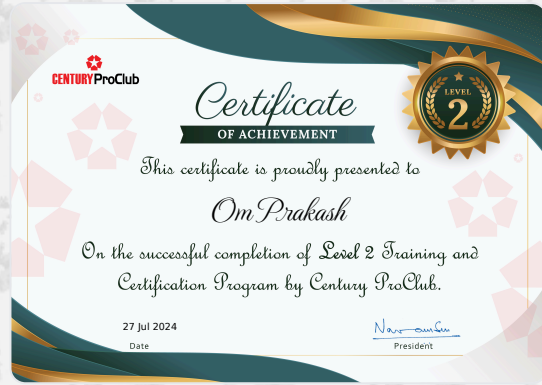 CENTURY ProClub
Certificate
OF ACHIEVEMENT
LEVEL
2
This certificate is proudly presented to
Om Prakash
On the successful completion of Level 2 Training and
Certification Program by Century ProClub.
27 Jul 2024
Date
President